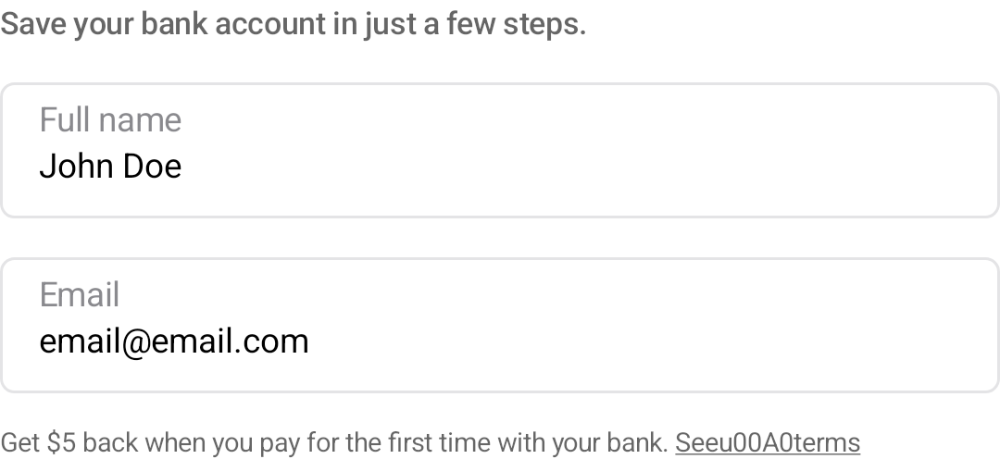 Save your bank account in just a few steps.
Full name
John Doe
Email
email@email.com
Get $5 back when you pay for the first time with your bank. Seeu00A0terms